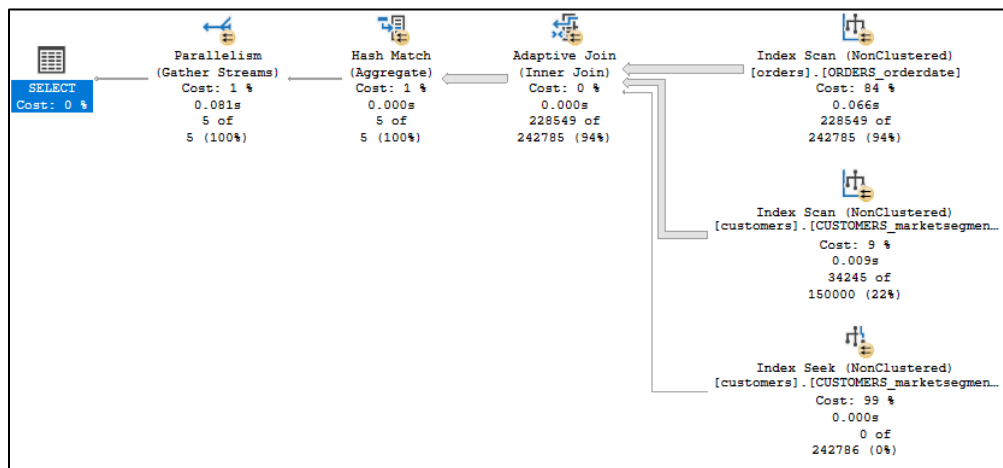 SELECT
Cost: 0 %
Parallelism
(Gather Streams)
Cost: 1 %
0.081s
5 of
5 (100%)
Hash Match
(Aggregate)
Cost: 1 %
0.000s
5 of
5 (100%)
Adaptive Join
(Inner Join)
Cost: 0 %
0.000s
228549 of
242785 (94%)
Index Scan (NonClustered)
[orders].[ORDERS_orderdate]
Cost: 84 %
0.066s
228549 of
242785 (94%)
Index Scan (NonClustered)
[customers].[CUSTOMERS_marketsegmen…
Cost: 9 %
0.009s
34245 of
150000 (22%)
Index Seek (NonClustered)
[customers].[CUSTOMERS_marketsegmen…
Cost: 99 %
0.000s
0 of
242786 (0%)